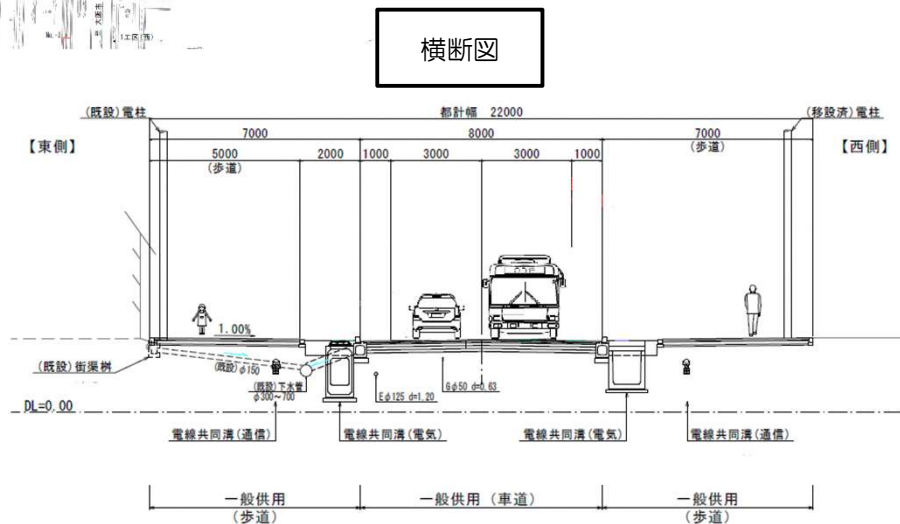 大阪市
横断図
(既設)電柱
都計幅 22000
(移設済)電柱
7000
8000
7000
(歩道)
【東側】
【西側】
5000
(歩道)
2000
1000
3000
3000
1000
1.00%
(既設)街渠桝
(既設)φ150
(既設)下水管
φ300~700
Eφ125 d=1.20
Gφ50 d=0.63
DL=0.00
電線共同溝(通信)
電線共同溝(電気)
電線共同溝(電気)
電線共同溝(通信)
一般供用
(歩道)
一般供用 (車道)
一般供用
(歩道)